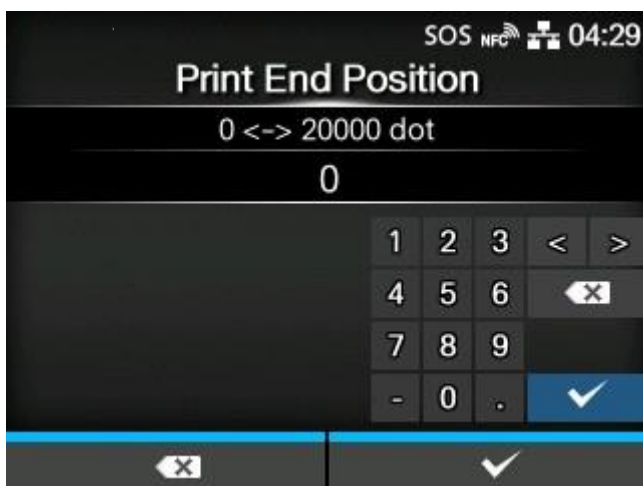 SOS NFC 04:29
Print End Position
0 <-> 20000 dot
0
1 2 3 < >
4 5 6
7 8 9
- 0 .